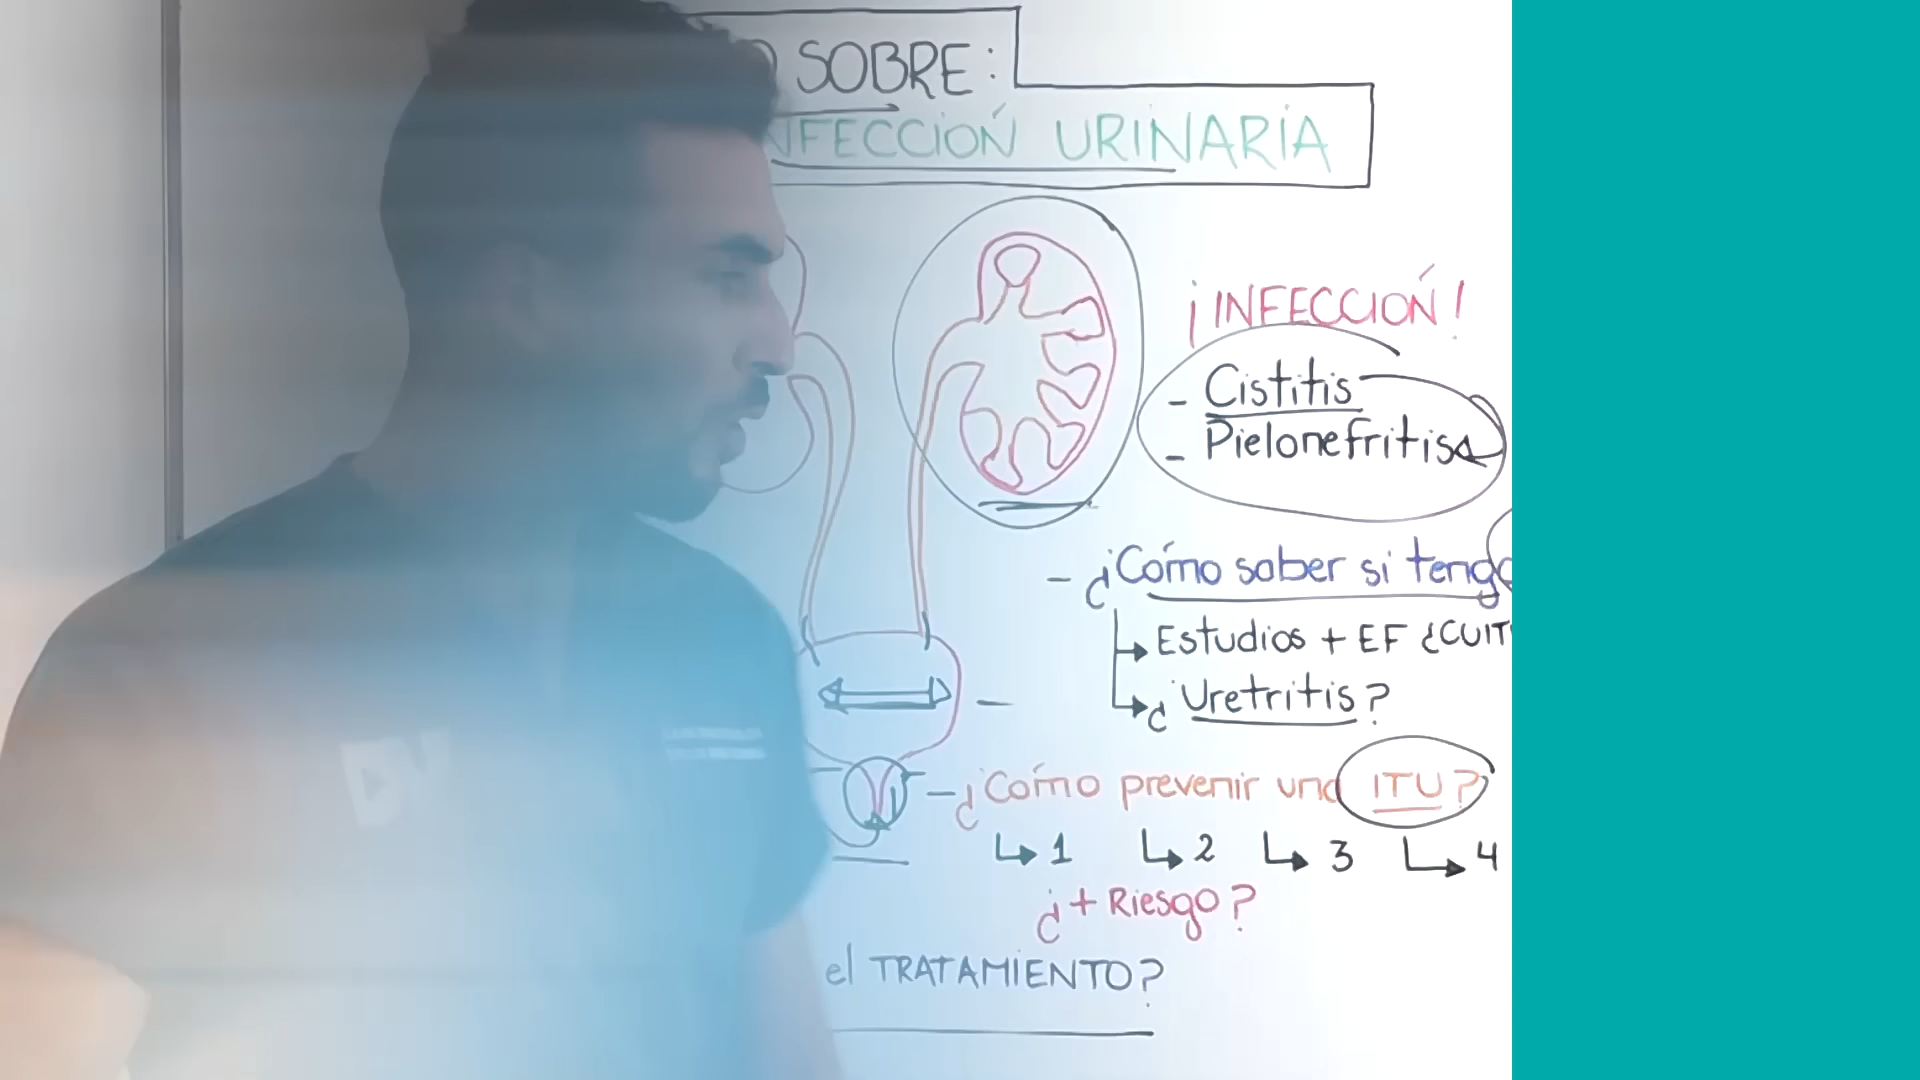 SOBRE:
INFECCIÓN URINARIA
¡INFECCIÓN!
- Cistitis
- Pielonefritis
- ¿Cómo saber si tengo
Estudios + EF
¿Uretritis?
- ¿Cómo prevenir una ITU?
1 2 3 4
¿+ Riesgo?
el TRATAMIENTO?